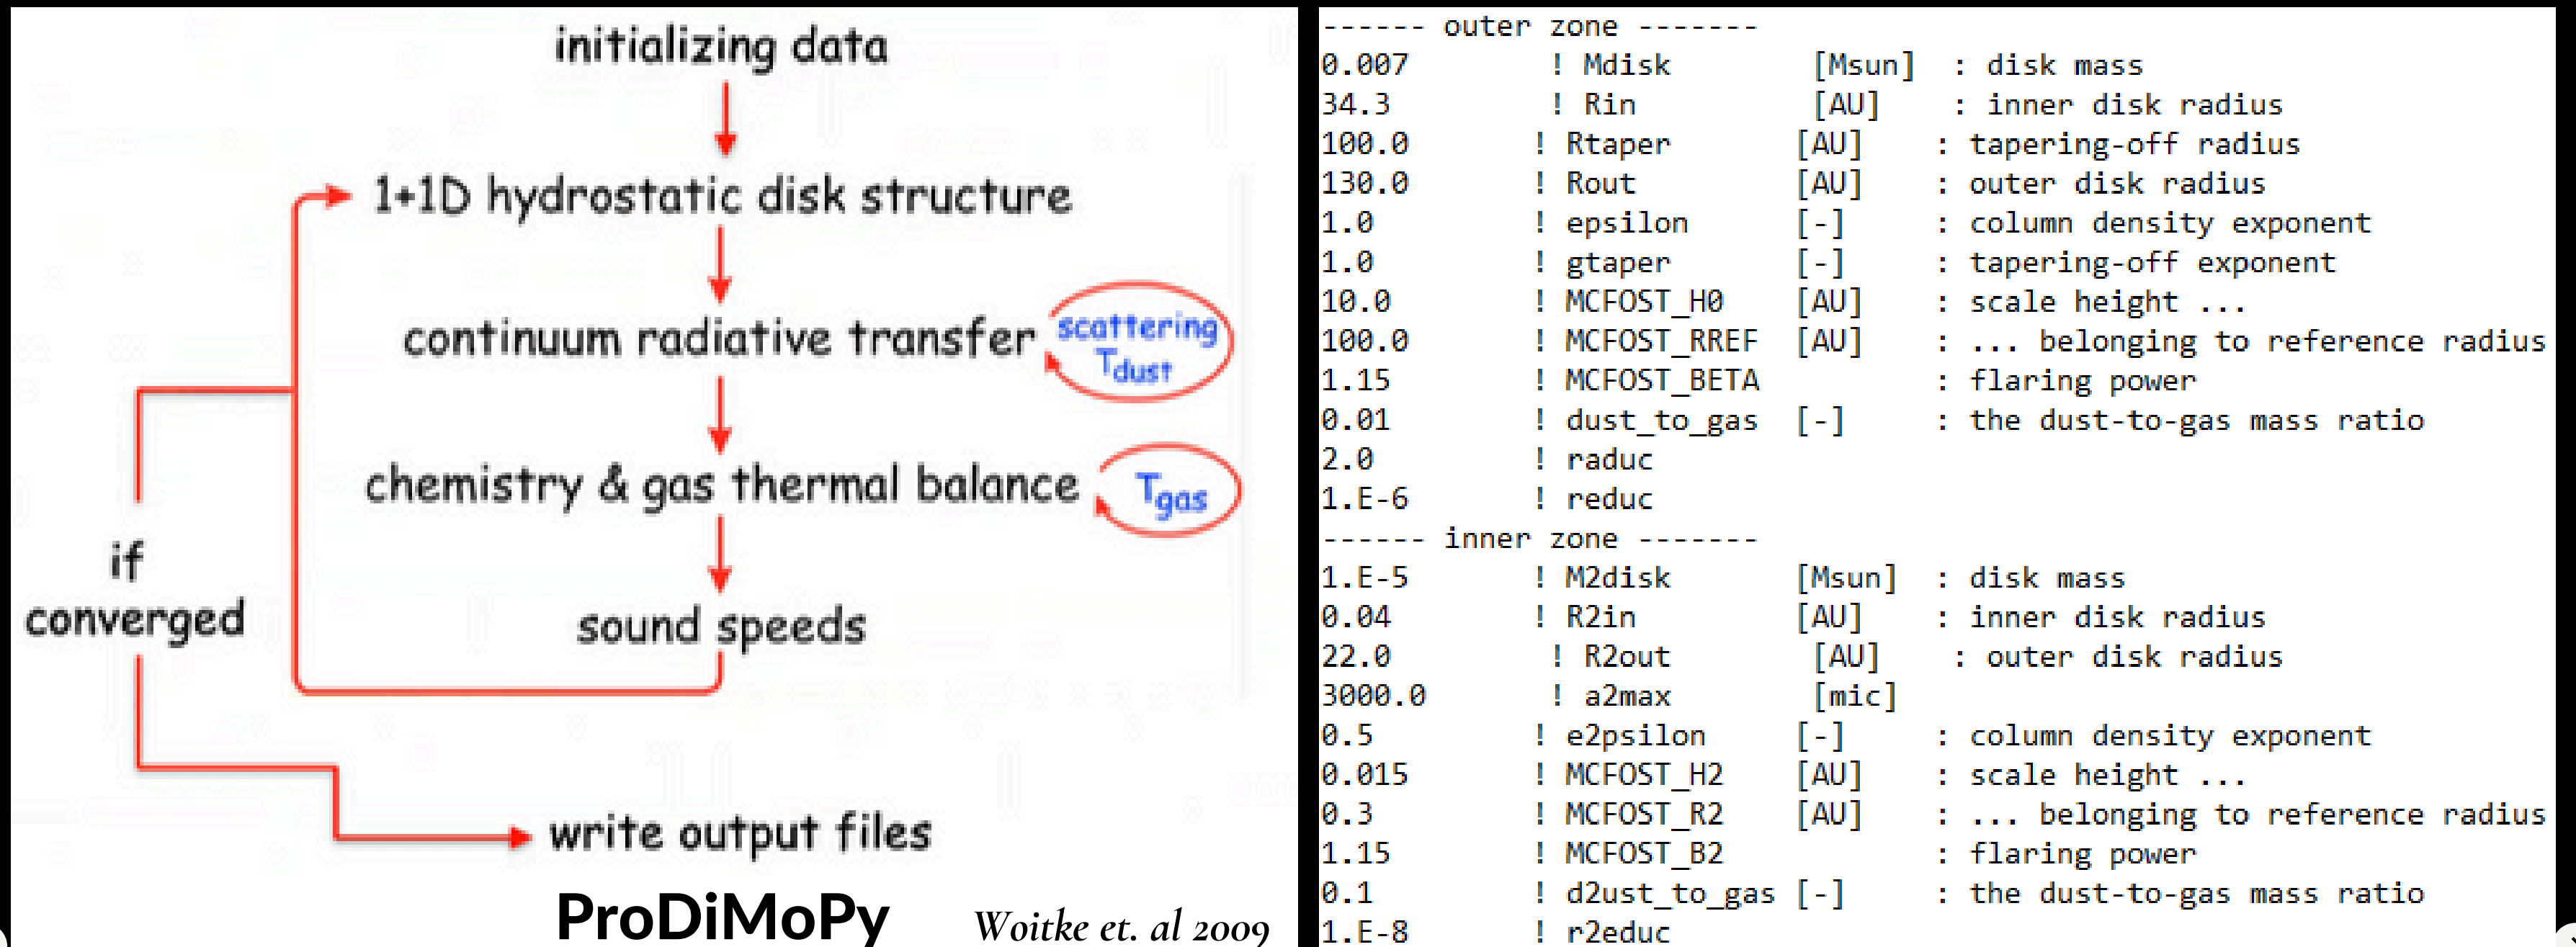 initializing data
1+1D hydrostatic disk structure
continuum radiative transfer
scattering
Tdust
chemistry & gas thermal balance
Tgas
sound speeds
if
converged
write output files
ProDiMoPy
Woitke et. al 2009
------ outer zone -------
0.007 ! Mdisk [Msun] : disk mass
34.3 ! Rin [AU] : inner disk radius
100.0 ! Rtaper [AU] : tapering-off radius
130.0 ! Rout [AU] : outer disk radius
1.0 ! epsilon [-] : column density exponent
1.0 ! gtaper [-] : tapering-off exponent
10.0 ! MCFOST_H0 [AU] : scale height ...
100.0 ! MCFOST_RREF [AU] : ... belonging to reference radius
1.15 ! MCFOST_BETA : flaring power
0.01 ! dust_to_gas [-] : the dust-to-gas mass ratio
2.0 ! raduc
1.E-6 ! reduc
------ inner zone -------
1.E-5 ! M2disk [Msun] : disk mass
0.04 ! R2in [AU] : inner disk radius
22.0 ! R2out [AU] : outer disk radius
3000.0 ! a2max [mic]
0.5 ! e2psilon [-] : column density exponent
0.015 ! MCFOST_H2 [AU] : scale height ...
0.3 ! MCFOST_R2 [AU] : ... belonging to reference radius
1.15 ! MCFOST_B2 : flaring power
0.1 ! d2ust_to_gas [-] : the dust-to-gas mass ratio
1.E-8 ! r2educ